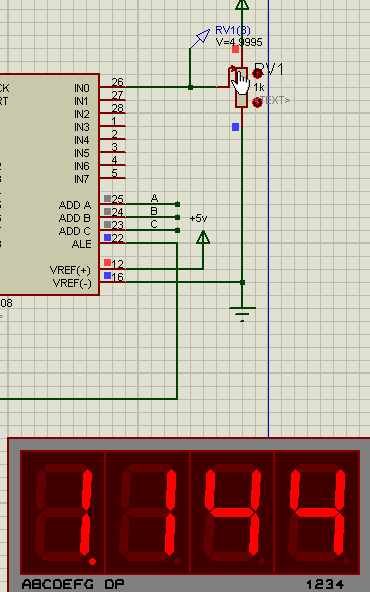 RV1(3)
V=4.9995
RV1
1k
<TEXT>
CK
RT
IN0 26
IN1 27
IN2 28
IN3 1
IN4 2
IN5 3
IN6 4
IN7 5
ADD A 25 A
ADD B 24 B
ADD C 23 C
ALE 22
+5v
VREF(+) 12
VREF(-) 16
08
1.144
ABCDEFG DP 1234